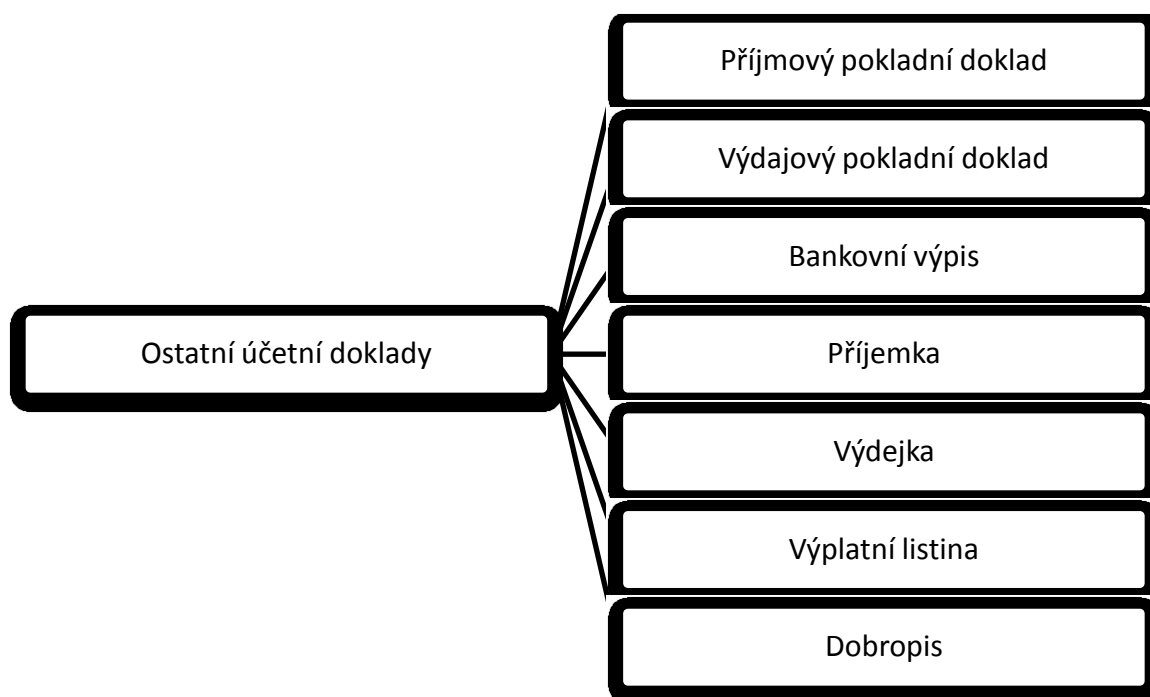 Příjmový pokladní doklad
Výdajový pokladní doklad
Bankovní výpis
Ostatní účetní doklady
Příjemka
Výdejka
Výplatní listina
Dobropis